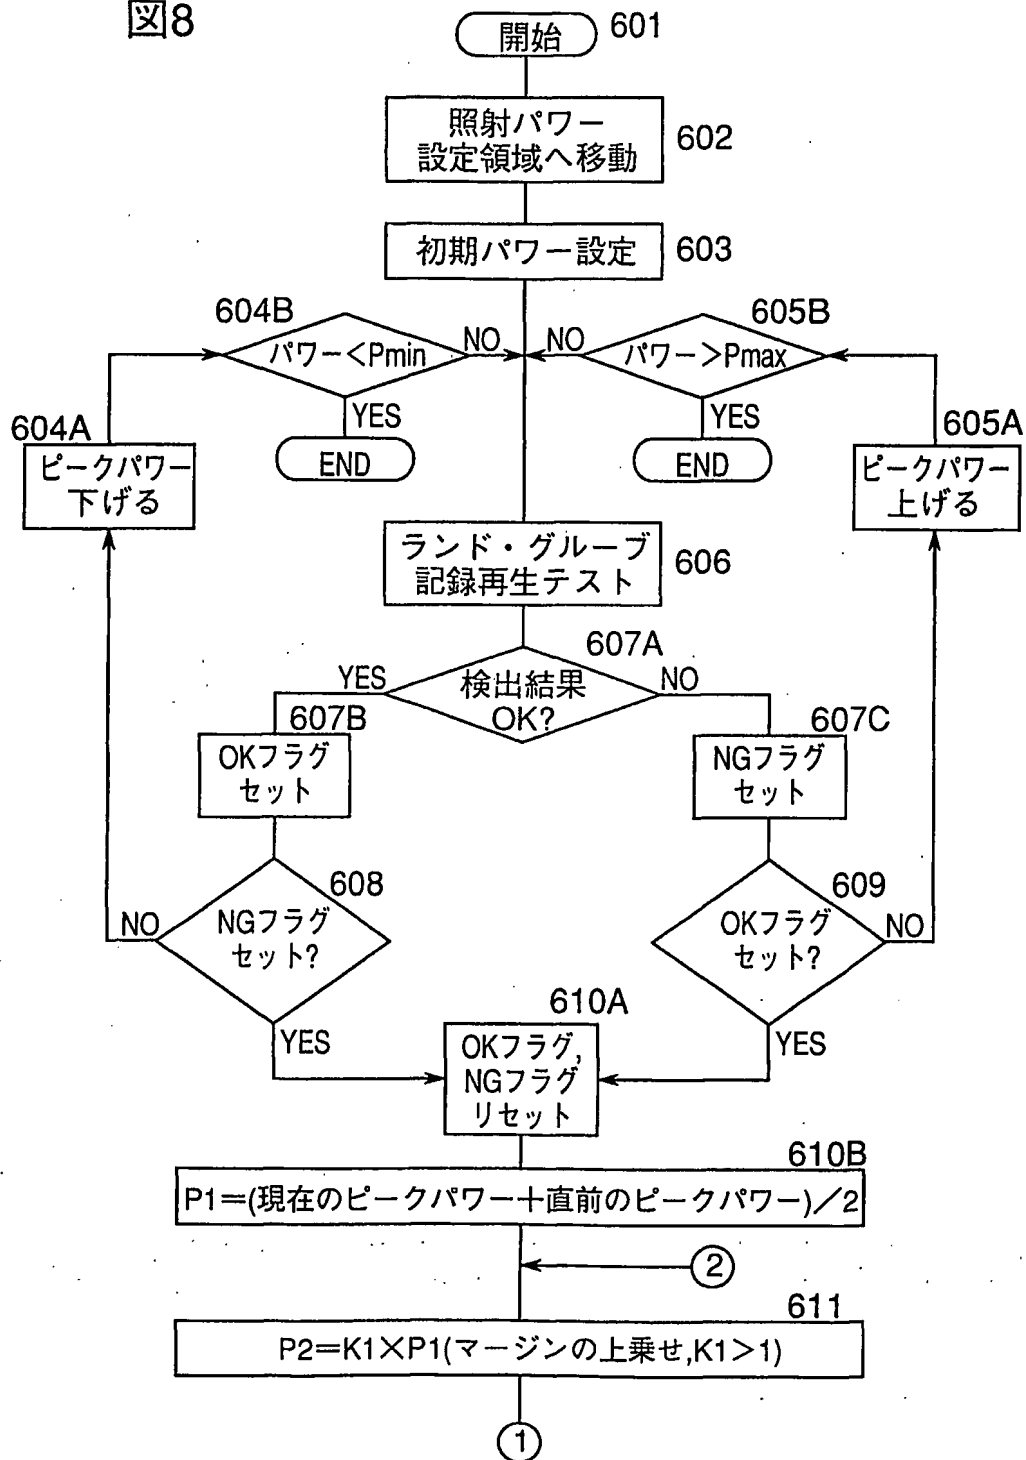 図8
開始
601
照射パワー
設定領域へ移動
602
初期パワー設定
603
604B
パワー<Pmin
NO
YES
END
605B
パワー>Pmax
NO
YES
END
604A
ピークパワー
下げる
605A
ピークパワー
上げる
ランド・グルーブ
記録再生テスト
606
607A
検出結果
OK?
YES
NO
607B
OKフラグ
セット
607C
NGフラグ
セット
608
NGフラグ
セット?
NO
YES
609
OKフラグ
セット?
NO
YES
610A
OKフラグ,
NGフラグ
リセット
610B
P1=(現在のピークパワー+直前のピークパワー)/2
2
611
P2=K1×P1(マージンの上乗せ,K1>1)
1